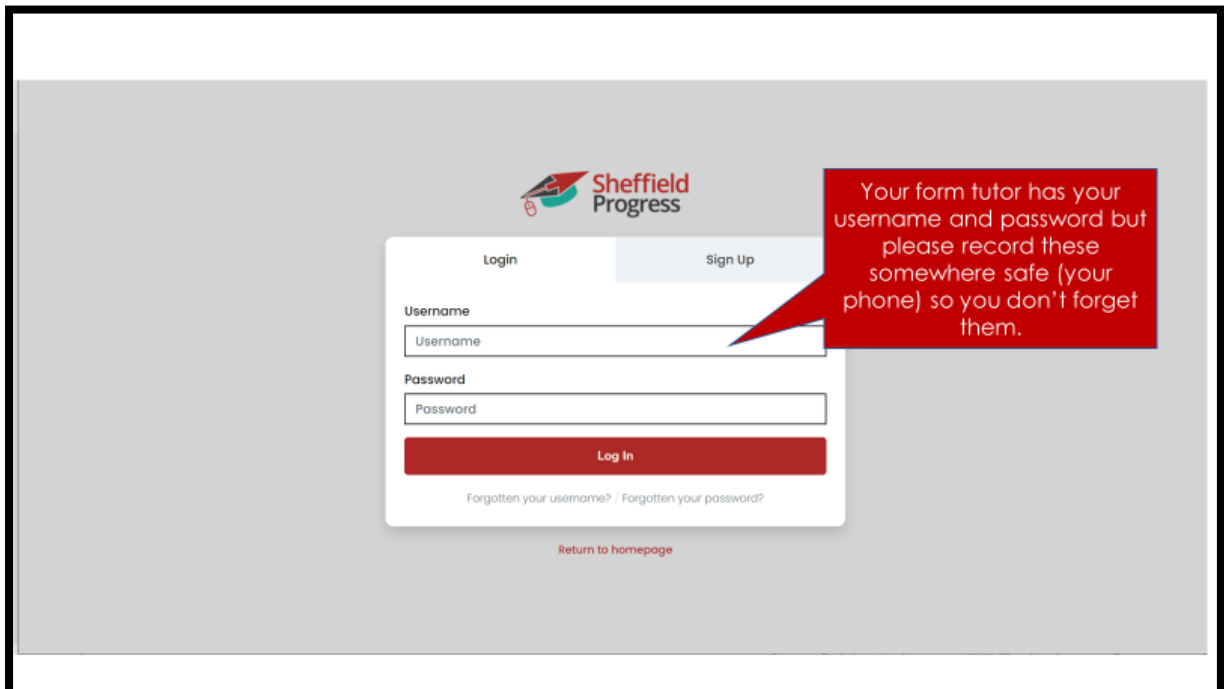 Sheffield
Progress
Your form tutor has your
username and password but
please record these
somewhere safe (your
phone) so you don't forget
them.
Login
Sign Up
Username
Username
Password
Password
Log In
Forgotten your username? / Forgotten your password?
Return to homepage